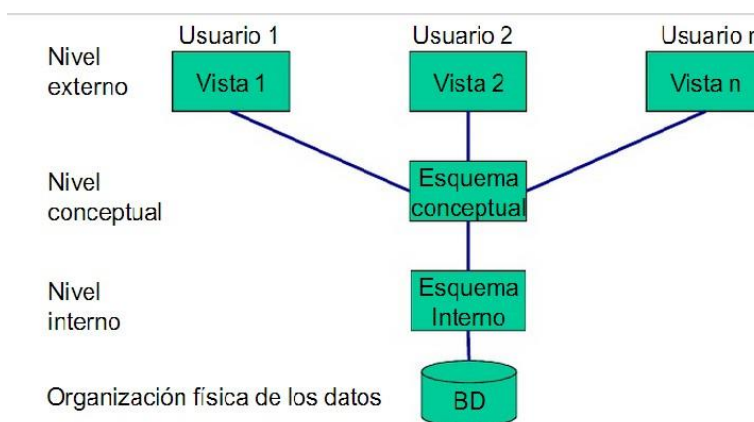 Usuario 1
Usuario 2
Usuario n
Nivel
externo
Vista 1
Vista 2
Vista n
Nivel
conceptual
Esquema
conceptual
Nivel
interno
Esquema
Interno
Organización física de los datos
BD